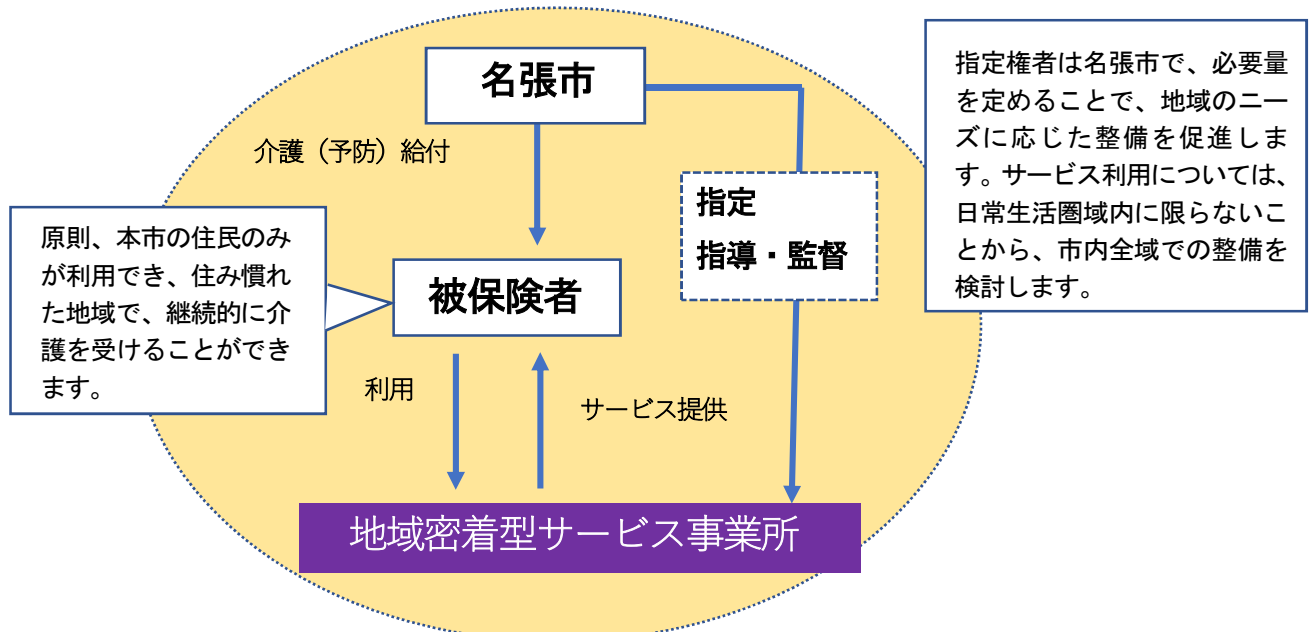 名張市
介護（予防）給付
指定
指導・監督
被保険者
利用
サービス提供
地域密着型サービス事業所
原則、本市の住民のみ
が利用でき、住み慣れ
た地域で、継続的に介
護を受けることができ
ます。
指定権者は名張市で、必要量
を定めることで、地域のニー
ズに応じた整備を促進しま
す。サービス利用については、
日常生活圏域内に限らないこ
とから、市内全域での整備を
検討します。